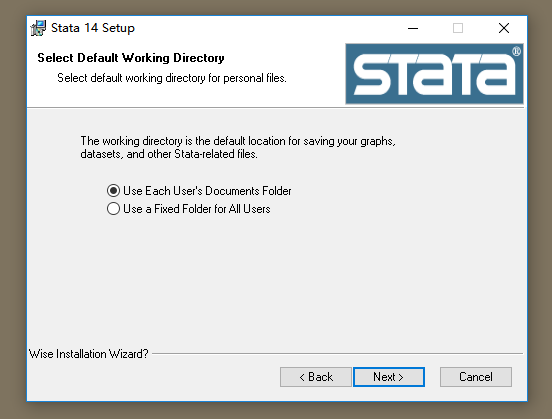 Stata 14 Setup
Select Default Working Directory
Select default working directory for personal files.
STATA®
The working directory is the default location for saving your graphs,
datasets, and other Stata-related files.
Use Each User's Documents Folder
Use a Fixed Folder for All Users
Wise Installation Wizard?
< Back Next > Cancel